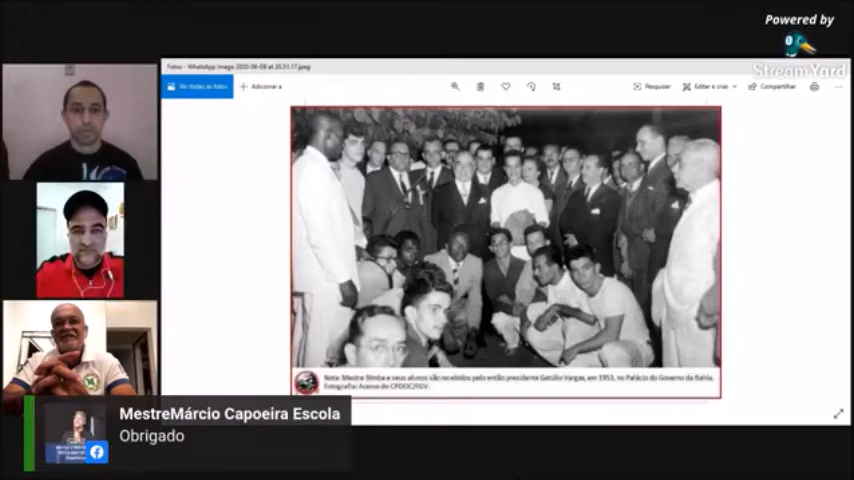 Powered by
StreamYard
Fotos - WhatsApp Image 2020-06-08 at 20.51.17.jpeg
Ver todas as fotos
Adicionar a
Pesquisar
Editar e criar
Compartilhar
Nota: Mestre Bimba e seus alunos são recebidos pelo então presidente Getúlio Vargas, em 1953, no Palácio do Governo da Bahia.
Fotografia: Acervo do CPDOC/FGV.
MestreMárcio Capoeira Escola
Obrigado